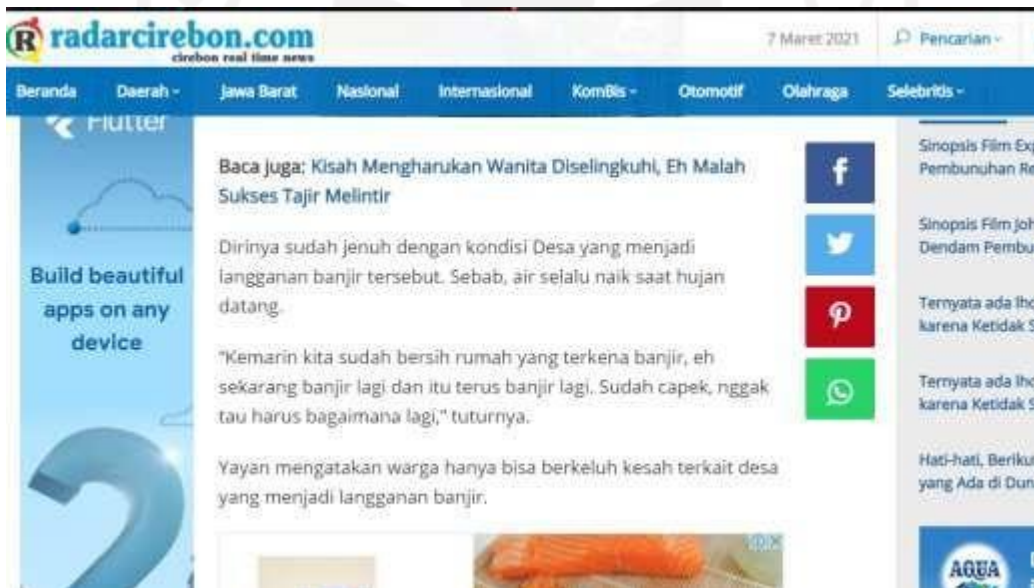 radarcirebon.com
cirebon real time news
7 Maret 2021
Pencarian
Beranda Daerah Jawa Barat Nasional Internasional KomBis Otomotif Olahraga Selebritis
Flutter
Build beautiful
apps on any
device
Baca juga: Kisah Mengharukan Wanita Diselingkuhi, Eh Malah
Sukses Tajir Melintir
Dirinya sudah jenuh dengan kondisi Desa yang menjadi
langganan banjir tersebut. Sebab, air selalu naik saat hujan
datang.
"Kemarin kita sudah bersih rumah yang terkena banjir, eh
sekarang banjir lagi dan itu terus banjir lagi. Sudah capek, nggak
tau harus bagaimana lagi," tuturnya.
Yayan mengatakan warga hanya bisa berkeluh kesah terkait desa
yang menjadi langganan banjir.
Sinopsis Film
Pembunuhan
Sinopsis Film
Dendam
Ternyata ada
karena Ketidak
Ternyata ada
karena Ketidak
Hati-hati,
yang Ada di
AQUA